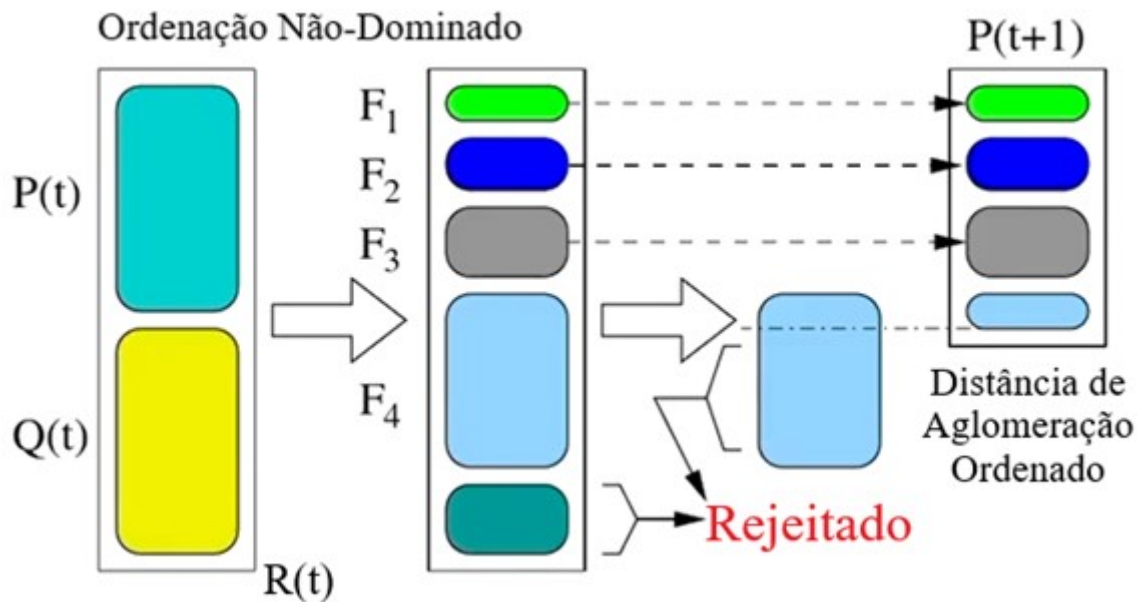 Ordenação Não-Dominado
P(t+1)
P(t)
Q(t)
R(t)
F₁
F₂
F₃
F₄
Distância de
Aglomeração
Ordenado
Rejeitado